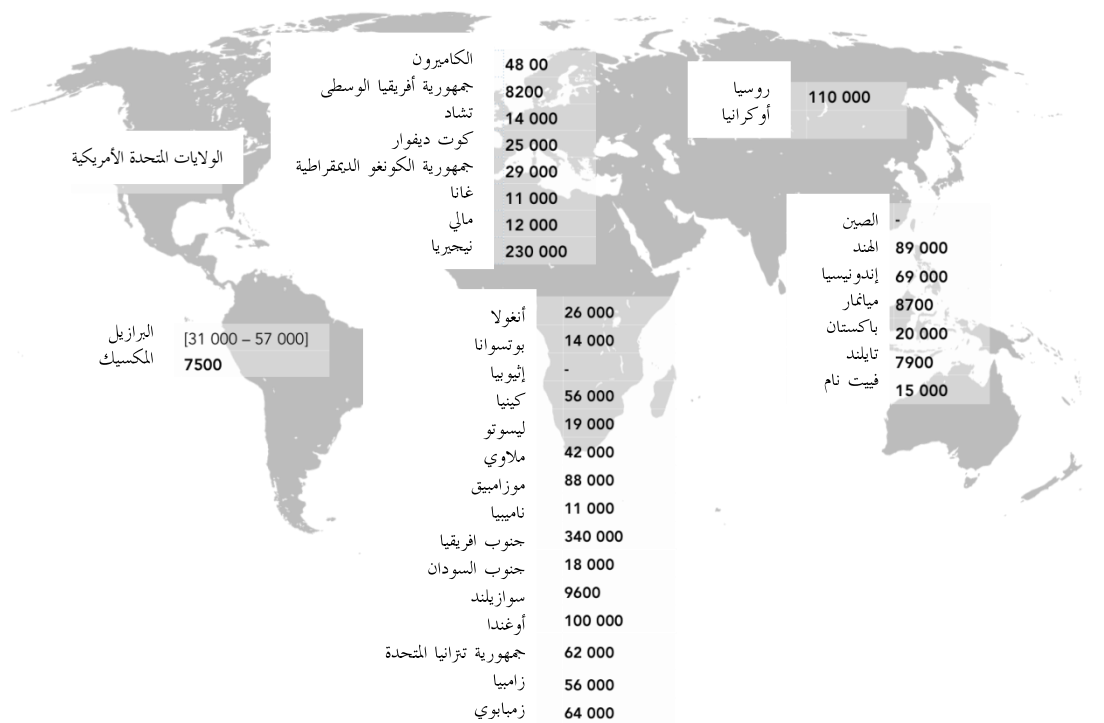 الكاميرون 48 00
جمهورية أفريقيا الوسطى 8200
تشاد 14 000
كوت ديفوار 25 000
جمهورية الكونغو الديمقراطية 29 000
غانا 11 000
مالي 12 000
نيجيريا 230 000
روسيا 110 000
أوكرانيا
الولايات المتحدة الأمريكية
الصين -
الهند 89 000
إندونيسيا 69 000
ميانمار 8700
باكستان 20 000
تايلند 7900
فييت نام 15 000
البرازيل [31 000 – 57 000]
المكسيك 7500
أنغولا 26 000
بوتسوانا 14 000
إثيوبيا -
كينيا 56 000
ليسوتو 19 000
ملاوي 42 000
موزامبيق 88 000
ناميبيا 11 000
جنوب افريقيا 340 000
جنوب السودان 18 000
سوازيلند 9600
أوغندا 100 000
جمهورية تنزانيا المتحدة 62 000
زامبيا 56 000
زمبابوي 64 000